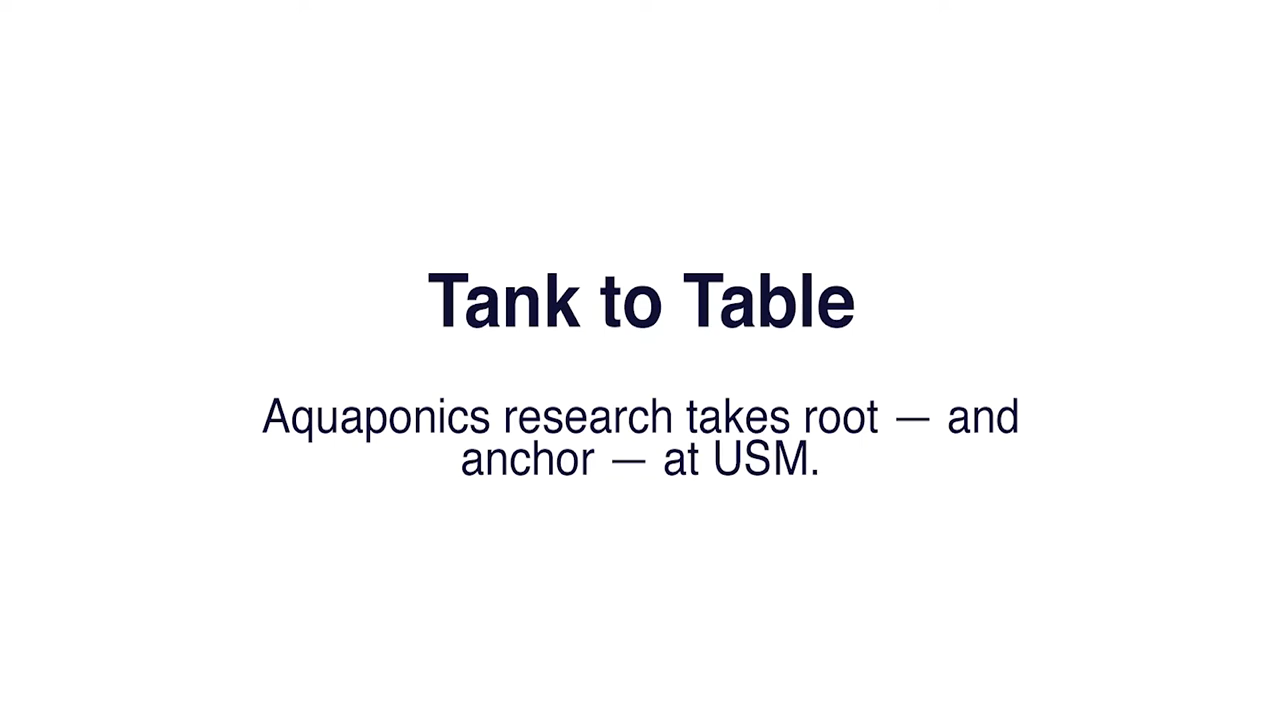 Tank to Table
Aquaponics research takes root — and
anchor — at USM.